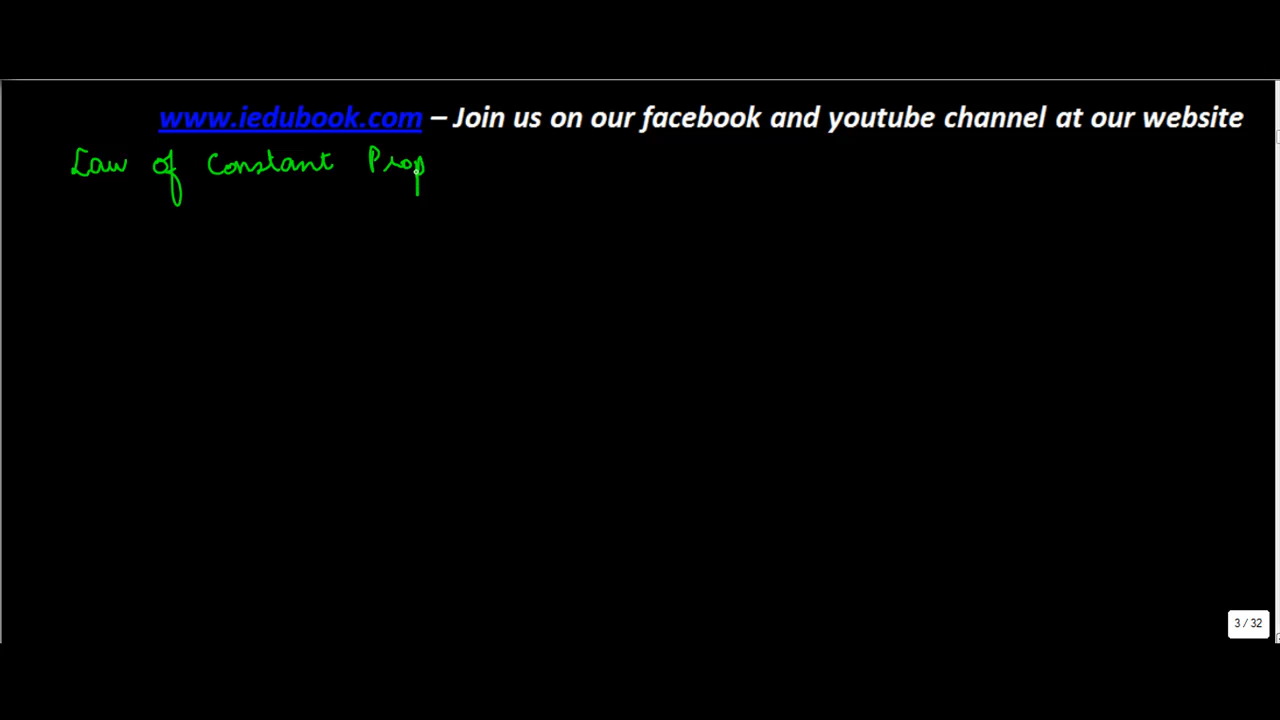 www.iedubook.com – Join us on our facebook and youtube channel at our website
Law of Constant Prop
3 / 32